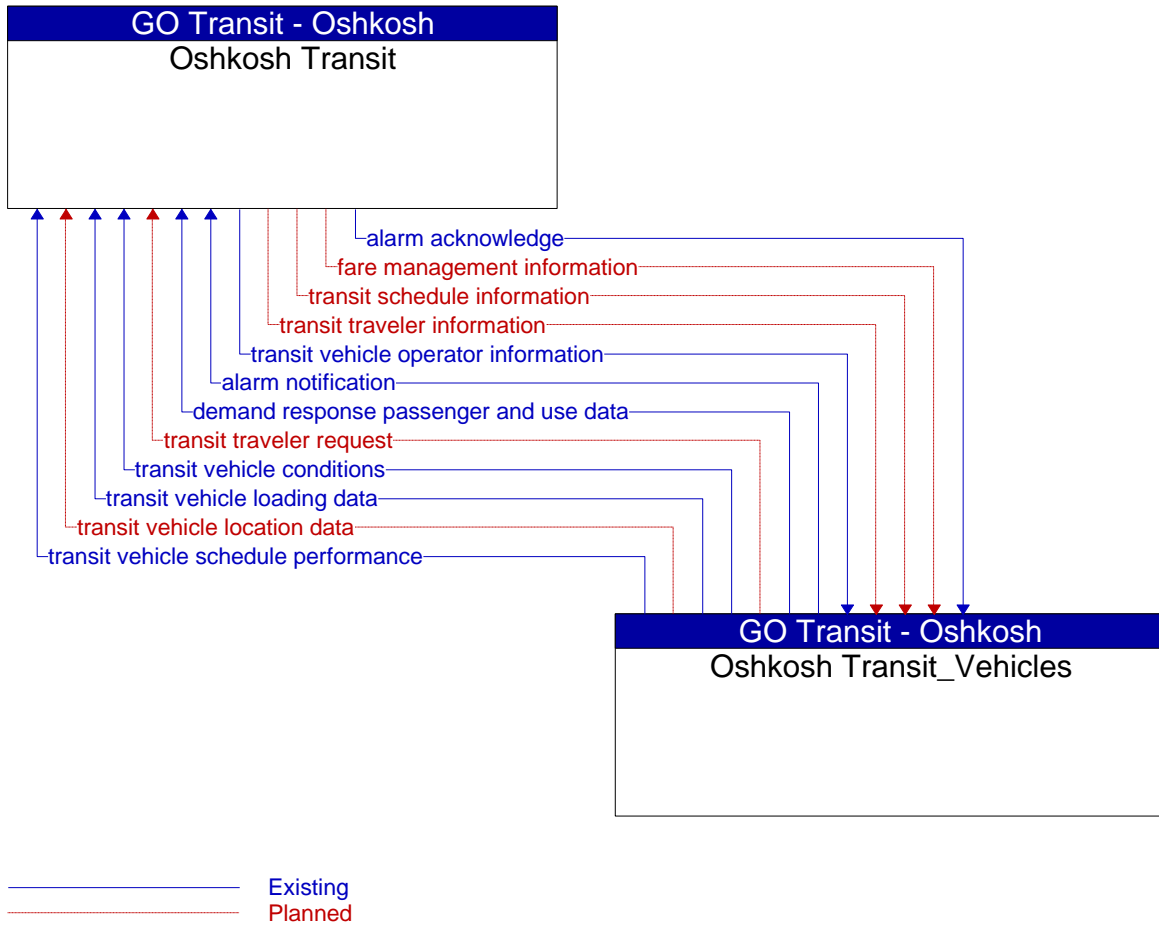 GO Transit - Oshkosh
Oshkosh Transit
alarm acknowledge
fare management information
transit schedule information
transit traveler information
transit vehicle operator information
alarm notification
demand response passenger and use data
transit traveler request
transit vehicle conditions
transit vehicle loading data
transit vehicle location data
transit vehicle schedule performance
GO Transit - Oshkosh
Oshkosh Transit_Vehicles
Existing
Planned